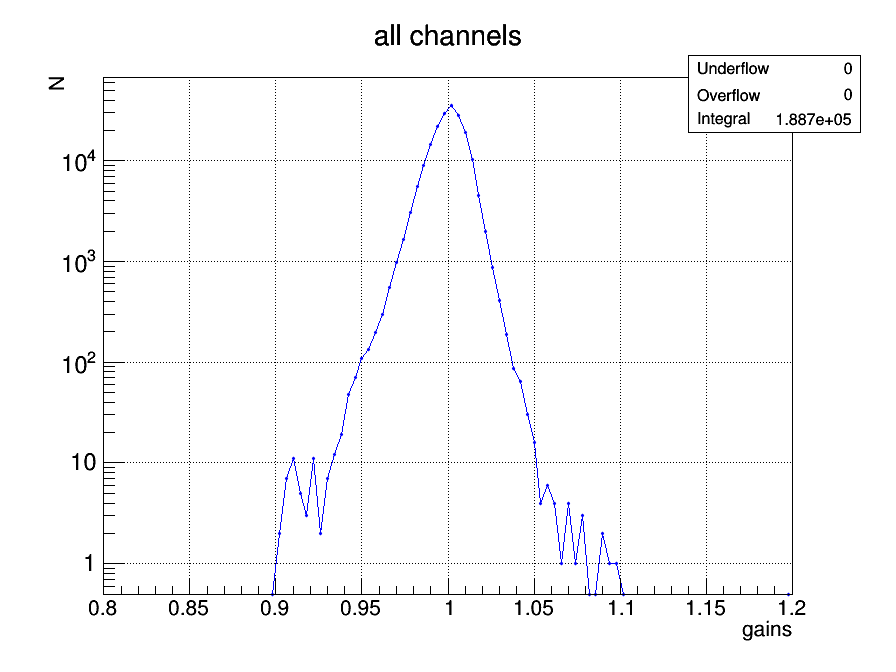 all channels
Underflow 0
Overflow 0
Integral 1.887e+05
N
10^4
10^3
10^2
10
1
0.8 0.85 0.9 0.95 1 1.05 1.1 1.15 1.2
gains